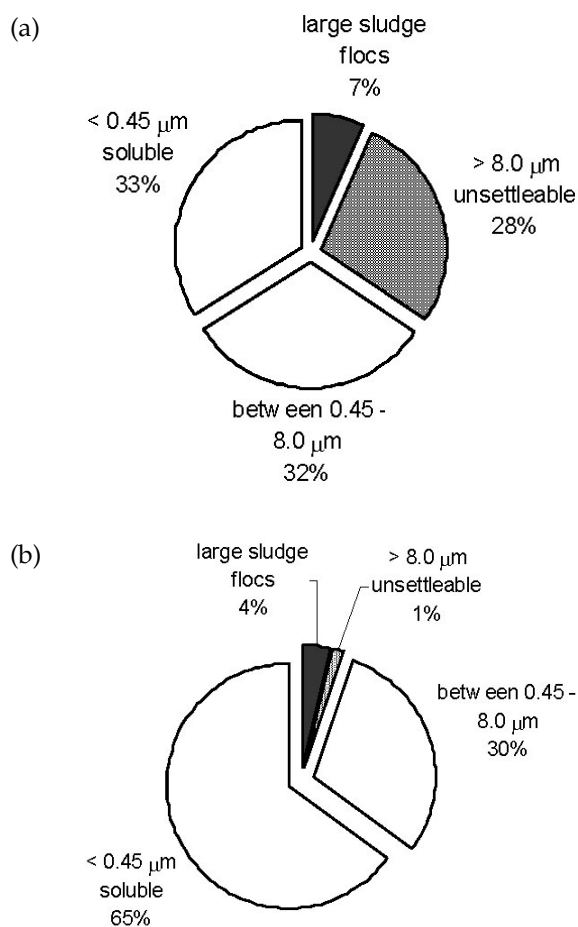 (a)
large sludge
flocs
7%
< 0.45 μm
soluble
33%
> 8.0 μm
unsettleable
28%
betw een 0.45 -
8.0 μm
32%
(b)
large sludge
flocs
4%
> 8.0 μm
unsettleable
1%
betw een 0.45 -
8.0 μm
30%
< 0.45 μm
soluble
65%